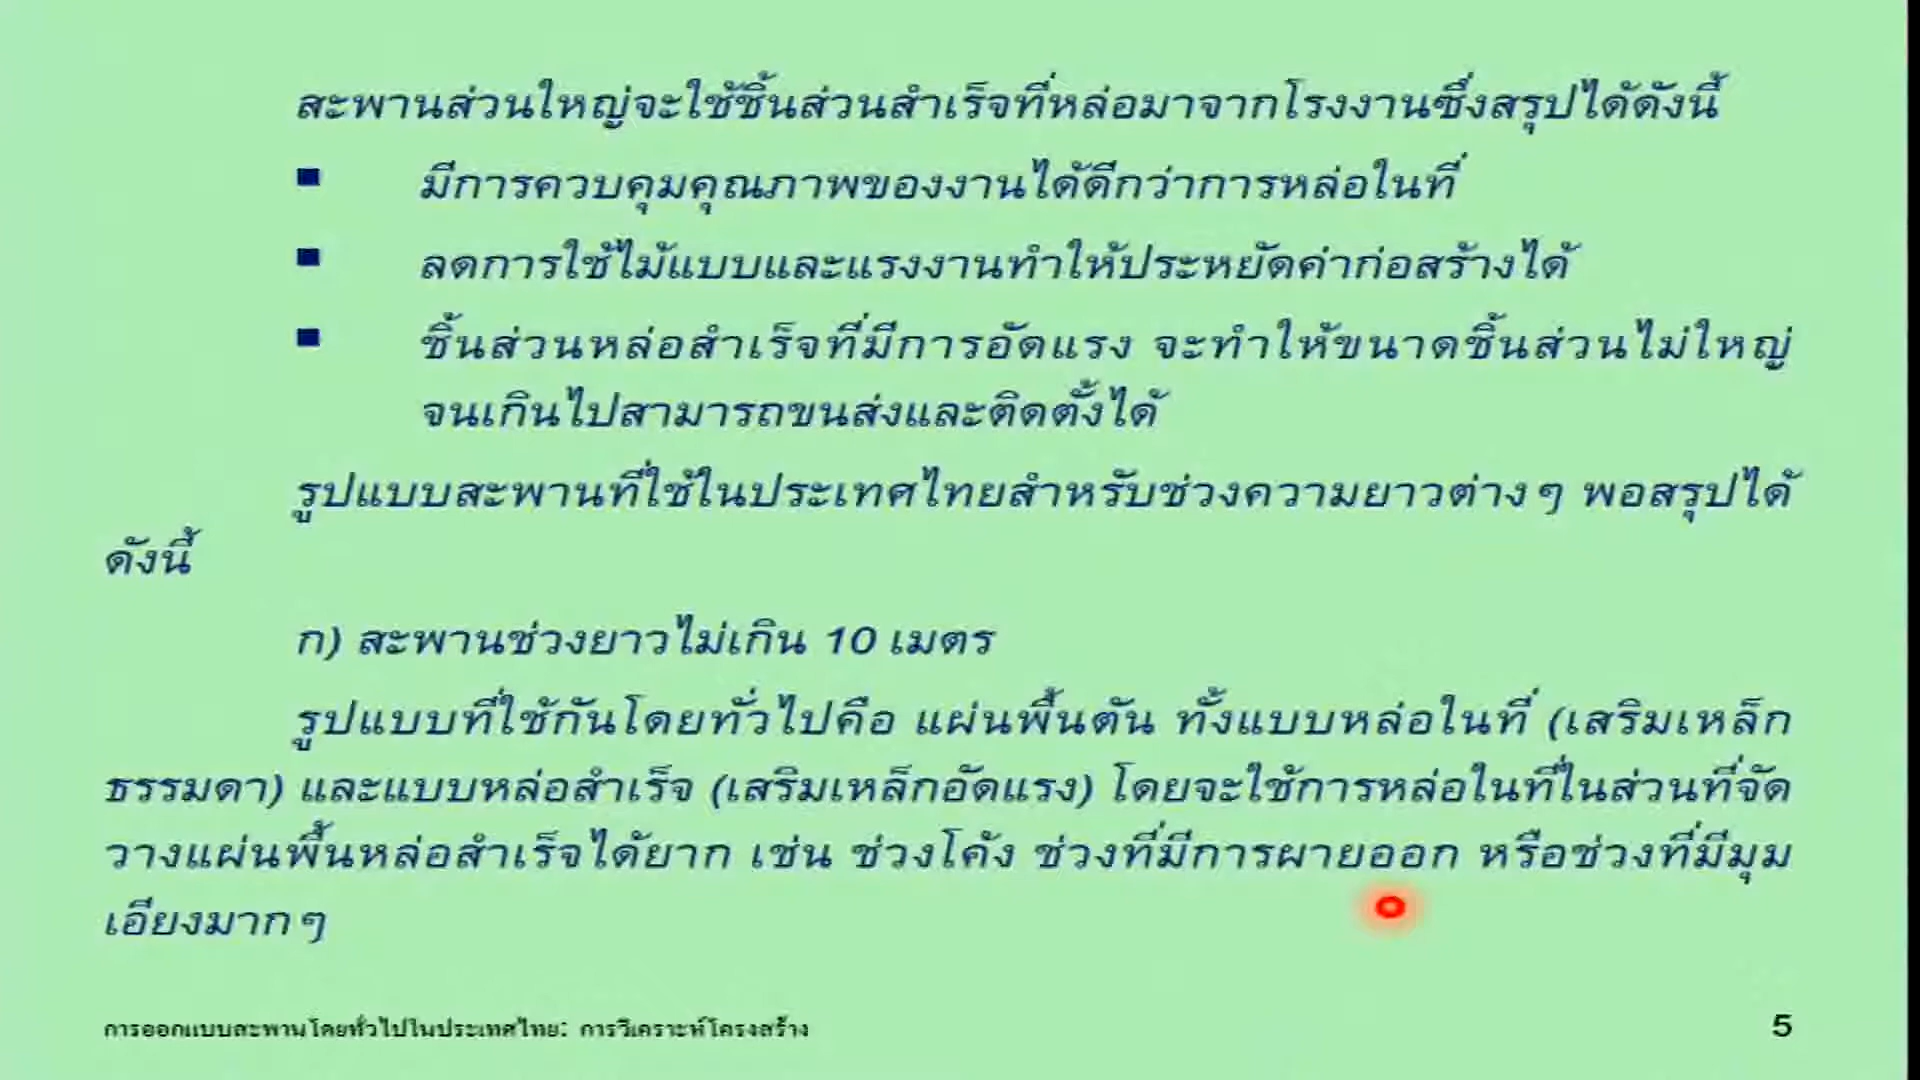 สะพานส่วนใหญ่จะใช้ชิ้นส่วนสำเร็จที่หล่อมาจากโรงงานซึ่งสรุปได้ดังนี้
▪ มีการควบคุมคุณภาพของงานได้ดีกว่าการหล่อในที่
▪ ลดการใช้ไม้แบบและแรงงานทำให้ประหยัดค่าก่อสร้างได้
▪ ชิ้นส่วนหล่อสำเร็จที่มีการอัดแรง จะทำให้ขนาดชิ้นส่วนไม่ใหญ่
จนเกินไปสามารถขนส่งและติดตั้งได้
รูปแบบสะพานที่ใช้ในประเทศไทยสำหรับช่วงความยาวต่างๆ พอสรุปได้
ดังนี้
ก) สะพานช่วงยาวไม่เกิน 10 เมตร
รูปแบบที่ใช้กันโดยทั่วไปคือ แผ่นพื้นตัน ทั้งแบบหล่อในที่ (เสริมเหล็ก
ธรรมดา) และแบบหล่อสำเร็จ (เสริมเหล็กอัดแรง) โดยจะใช้การหล่อในที่ในส่วนที่จัด
วางแผ่นพื้นหล่อสำเร็จได้ยาก เช่น ช่วงโค้ง ช่วงที่มีการผายออก หรือช่วงที่มีมุม
เอียงมากๆ
การออกแบบสะพานโดยทั่วไปในประเทศไทย: การวิเคราะห์โครงสร้าง 5